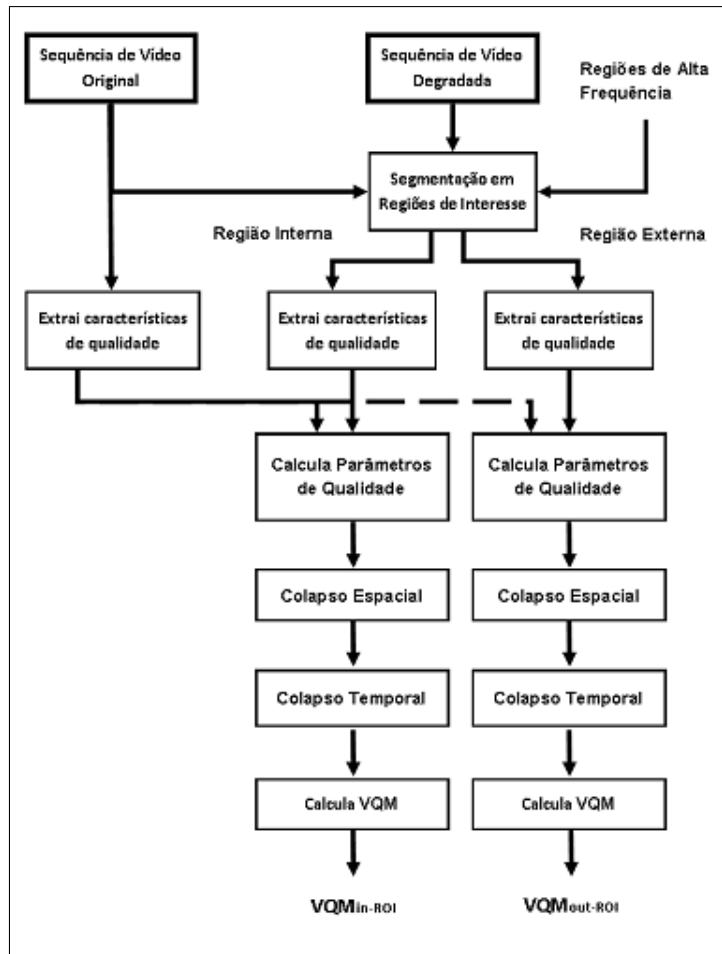 Sequência de Vídeo
Original
Sequência de Vídeo
Degradada
Regiões de Alta
Frequência
Segmentação em
Regiões de Interesse
Região Interna
Região Externa
Extrai características
de qualidade
Extrai características
de qualidade
Extrai características
de qualidade
Calcula Parâmetros
de Qualidade
Calcula Parâmetros
de Qualidade
Colapso Espacial
Colapso Espacial
Colapso Temporal
Colapso Temporal
Calcula VQM
Calcula VQM
VQMin-ROI
VQMout-ROI